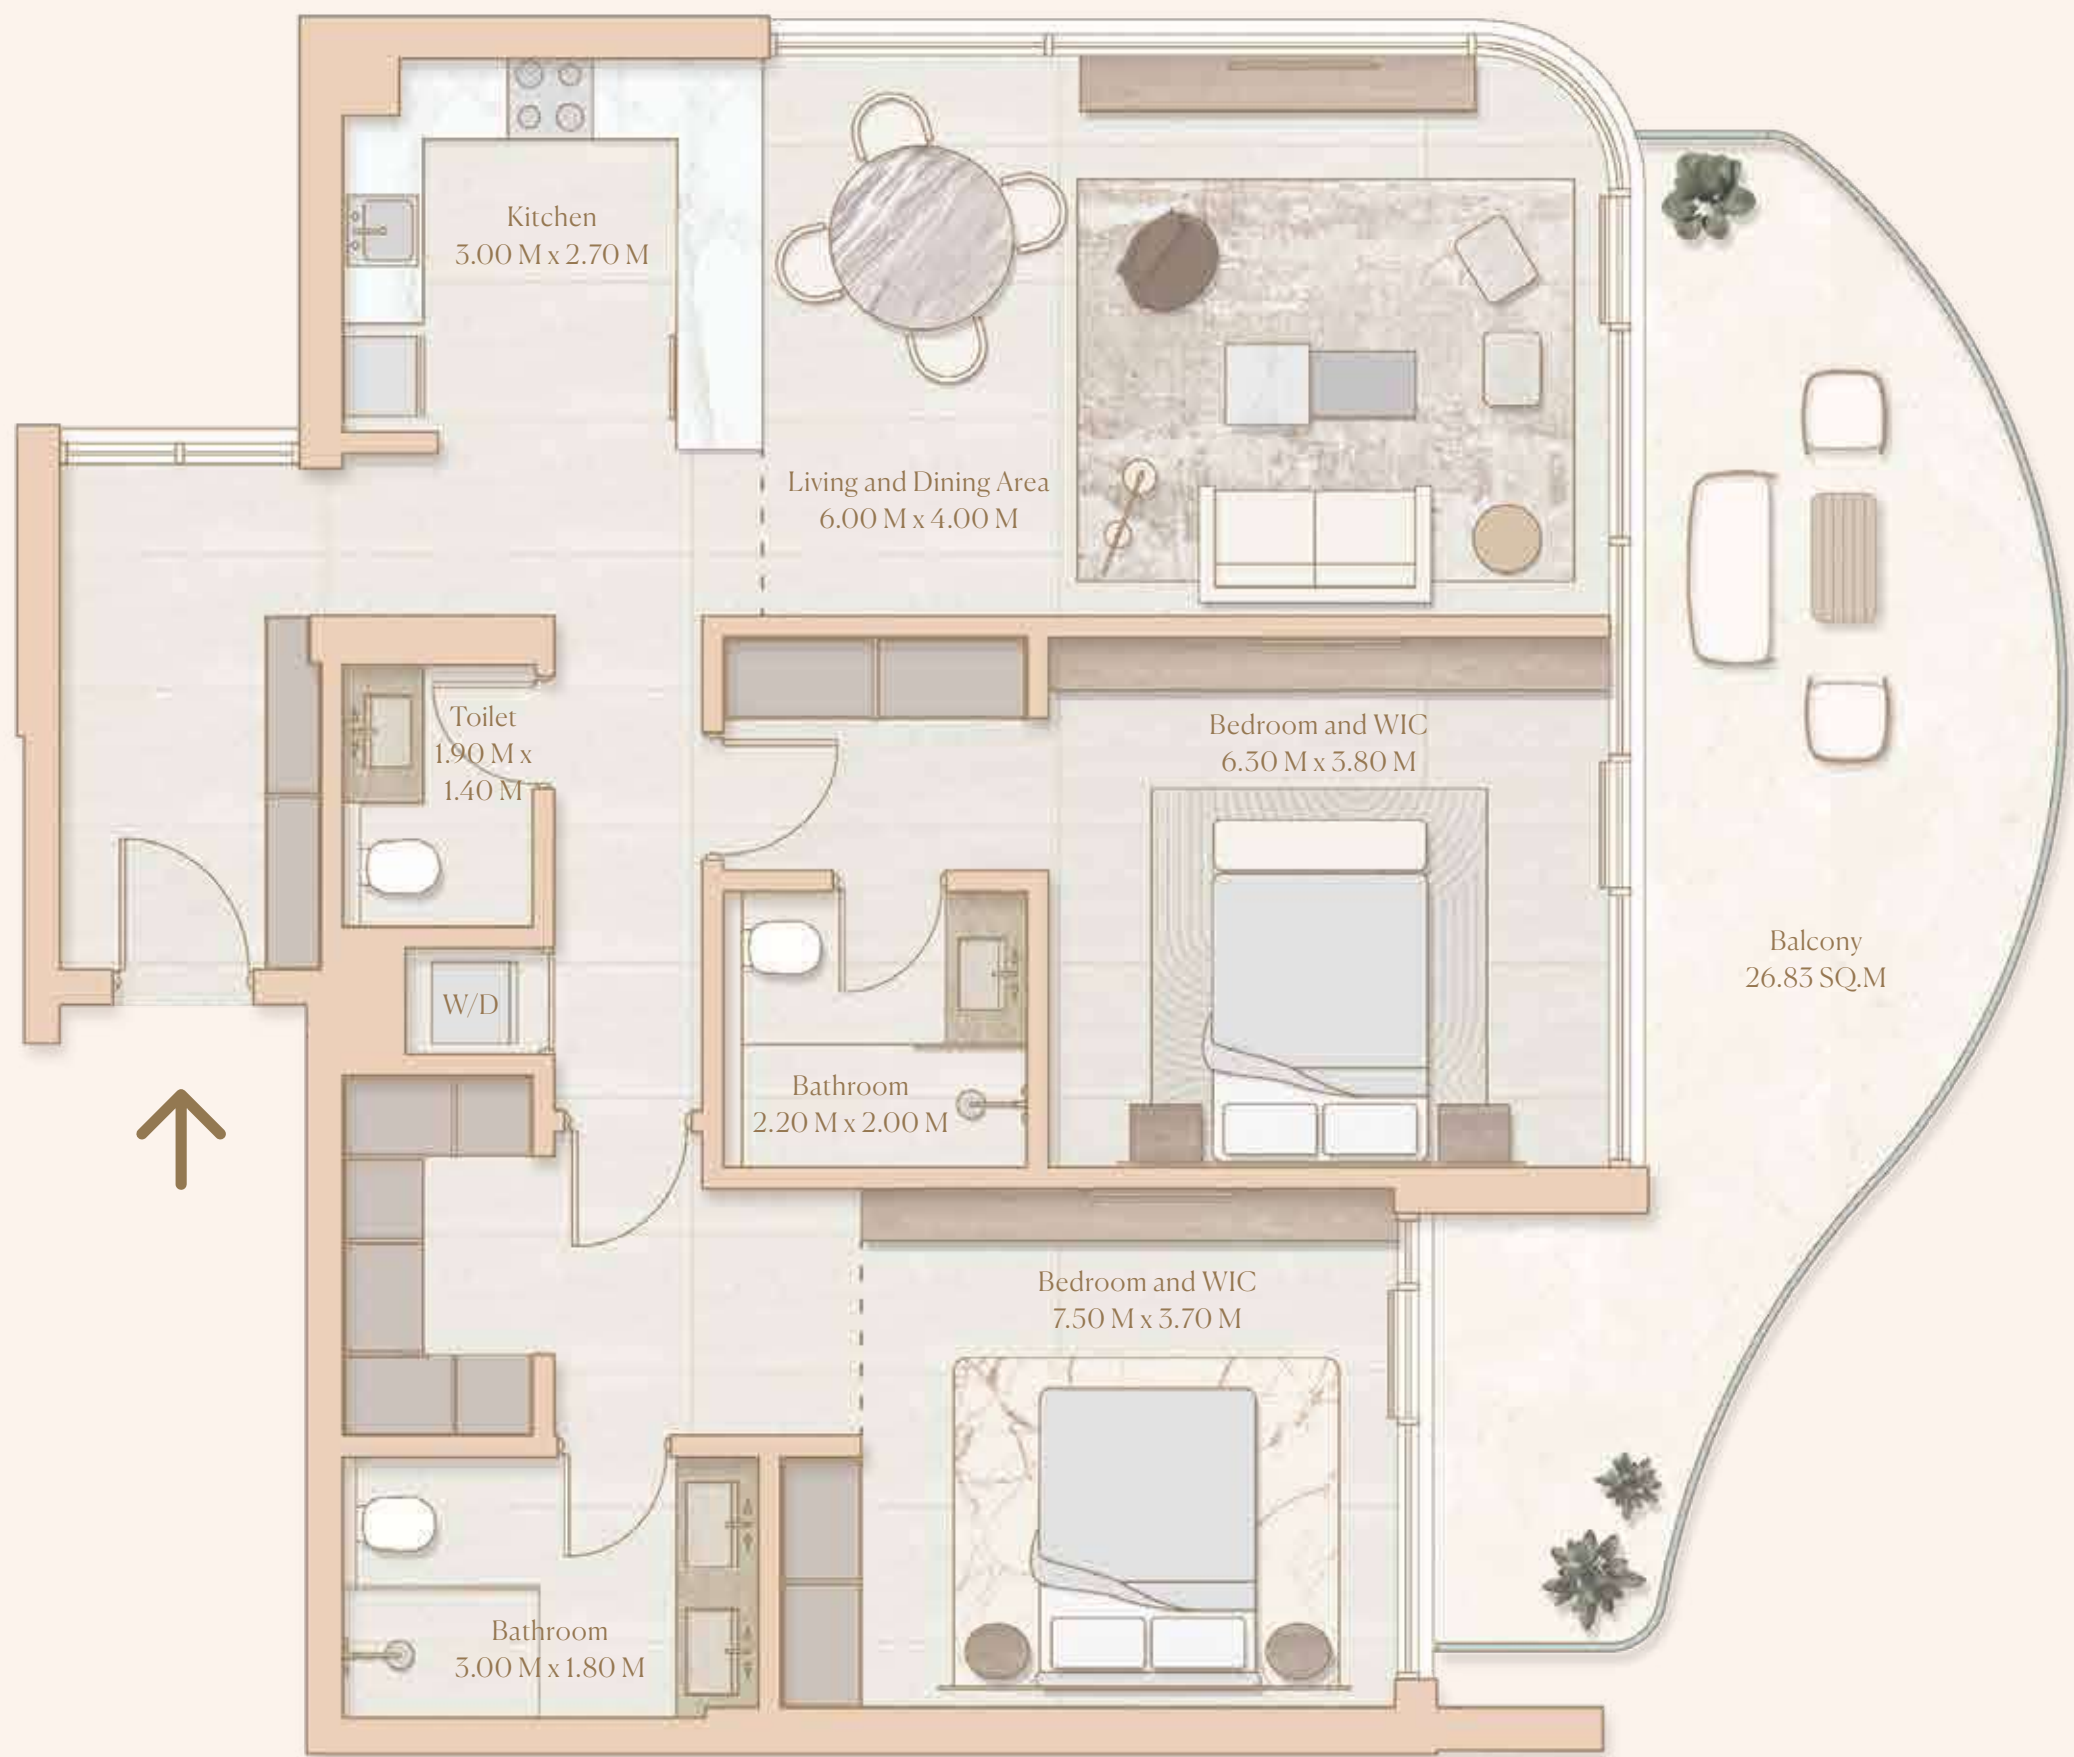 Kitchen
3.00 M x 2.70 M
Living and Dining Area
6.00 M x 4.00 M
Toilet
1.90 M x
1.40 M
Bedroom and WIC
6.30 M x 3.80 M
Balcony
26.83 SQ.M
W/D
Bathroom
2.20 M x 2.00 M
Bedroom and WIC
7.50 M x 3.70 M
Bathroom
3.00 M x 1.80 M